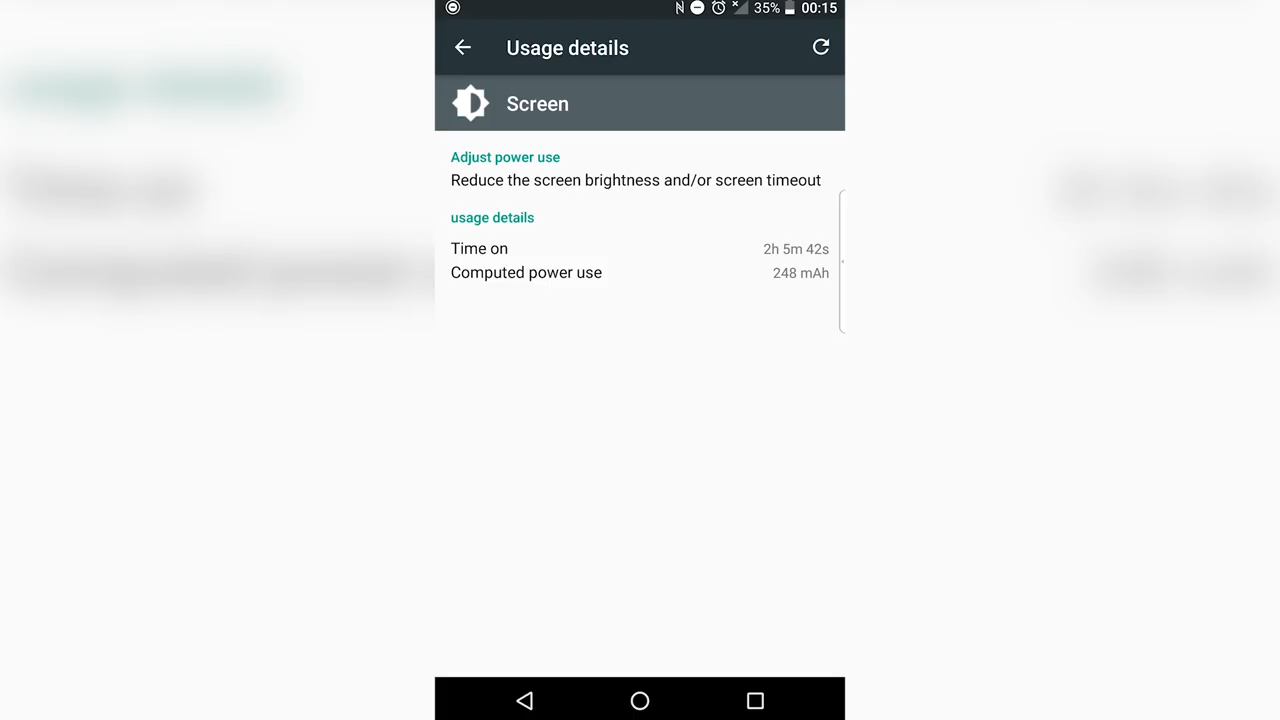 35% 00:15
Usage details
Screen
Adjust power use
Reduce the screen brightness and/or screen timeout
usage details
Time on 2h 5m 42s
Computed power use 248 mAh